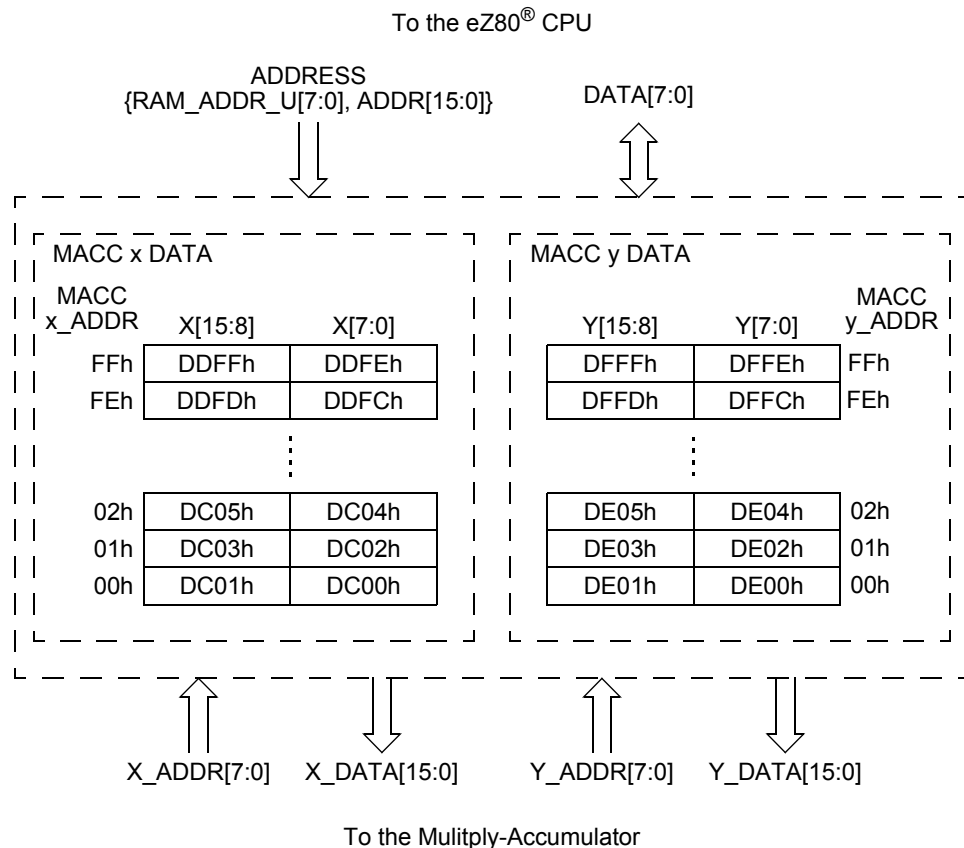 To the eZ80® CPU
ADDRESS
{RAM_ADDR_U[7:0], ADDR[15:0]}
DATA[7:0]
MACC x DATA
MACC
x_ADDR
X[15:8] X[7:0]
FFh DDFFh DDFEh
FEh DDFDh DDFCh
02h DC05h DC04h
01h DC03h DC02h
00h DC01h DC00h
MACC y DATA
MACC
y_ADDR
Y[15:8] Y[7:0]
DFFFh DFFEh FFh
DFFDh DFFCh FEh
DE05h DE04h 02h
DE03h DE02h 01h
DE01h DE00h 00h
X_ADDR[7:0] X_DATA[15:0] Y_ADDR[7:0] Y_DATA[15:0]
To the Mulitply-Accumulator